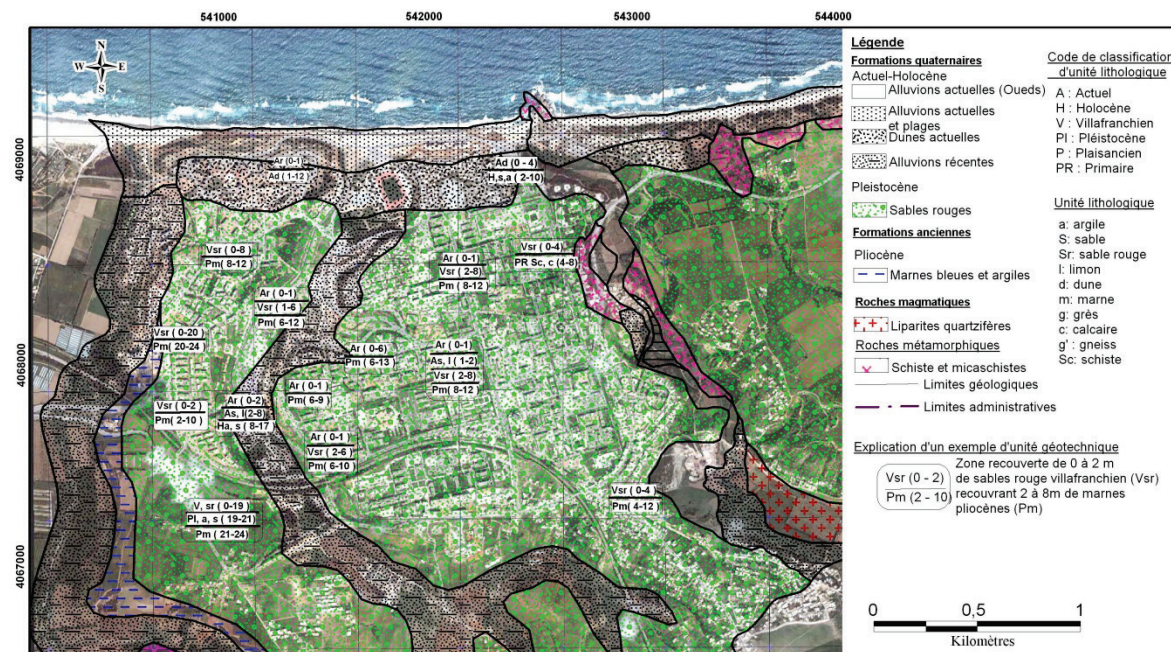 541000
542000
543000
544000
4069000
4068000
4067000
N
W E
S
Ar (0-1)
Ad ( 1-12)
Ad (0 - 4)
H,s,a (2-10)
Vsr ( 0-8)
Pm( 8-12)
Ar ( 0-1)
Vsr ( 2-8)
Pm ( 8-12)
Vsr ( 0-4)
PR Sc, c (4-8)
Ar ( 0-1)
Vsr ( 1-6)
Pm ( 6-12)
Vsr ( 0-20)
Pm( 20-24)
Ar ( 0-6)
Pm ( 6-13)
Ar ( 0-1)
As, l (1-2)
Vsr ( 2-8)
Pm( 8-12)
Vsr ( 0-2)
Pm( 2-10)
Ar ( 0-2)
As, l(2-8)
Ha, s ( 8-17)
Ar ( 0-1)
Pm( 6-9)
Ar ( 0-1)
Vsr ( 2-6)
Pm( 6-10)
Vsr ( 0-4)
Pm( 4-12)
V, sr ( 0-19)
Pl, a, s ( 19-21)
Pm ( 21-24)
Légende
Formations quaternaires
Actuel-Holocène
Alluvions actuelles (Oueds)
Alluvions actuelles
et plages
Dunes actuelles
Alluvions récentes
Pleistocène
Sables rouges
Formations anciennes
Pliocène
Marnes bleues et argiles
Roches magmatiques
Liparites quartzifères
Roches métamorphiques
Schiste et micaschistes
Limites géologiques
Limites administratives
Code de classification
d'unité lithologique
A : Actuel
H : Holocène
V : Villafranchien
Pl : Pléistocène
P : Plaisancien
PR : Primaire
Unité lithologique
a: argile
S: sable
Sr: sable rouge
l: limon
d: dune
m: marne
g: grès
c: calcaire
g' : gneiss
Sc: schiste
Explication d'un exemple d'unité géotechnique
Vsr (0 - 2)
Pm (2 - 10)
Zone recouverte de 0 à 2 m
de sables rouge villafranchien (Vsr)
recouvrant 2 à 8m de marnes
pliocènes (Pm)
0 0,5 1
Kilomètres